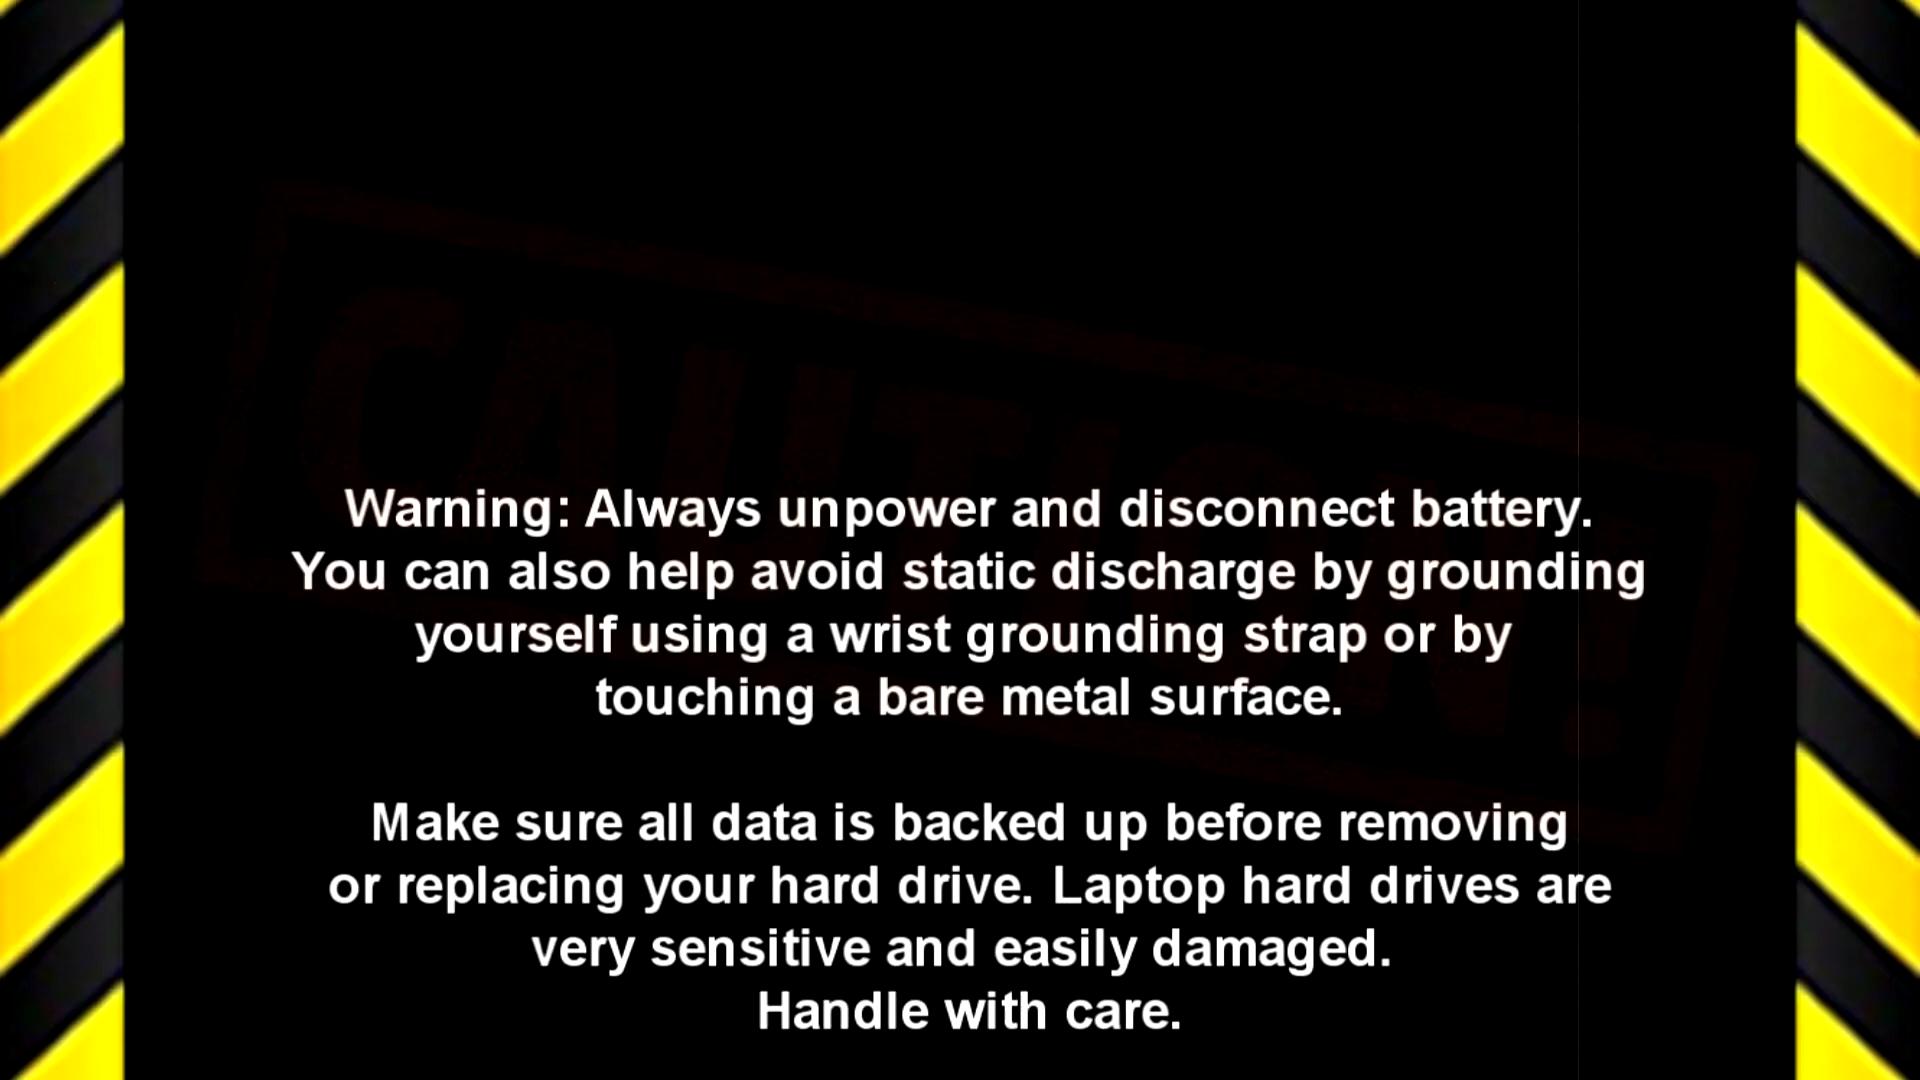 CAUTION!
Warning: Always unpower and disconnect battery.
You can also help avoid static discharge by grounding
yourself using a wrist grounding strap or by
touching a bare metal surface.
Make sure all data is backed up before removing
or replacing your hard drive. Laptop hard drives are
very sensitive and easily damaged.
Handle with care.